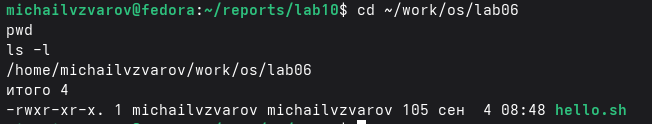 michailvzvarov@fedora:~/reports/lab10$ cd ~/work/os/lab06
pwd
ls -l
/home/michailvzvarov/work/os/lab06
итого 4
-rwxr-xr-x. 1 michailvzvarov michailvzvarov 105 сен  4 08:48 hello.sh